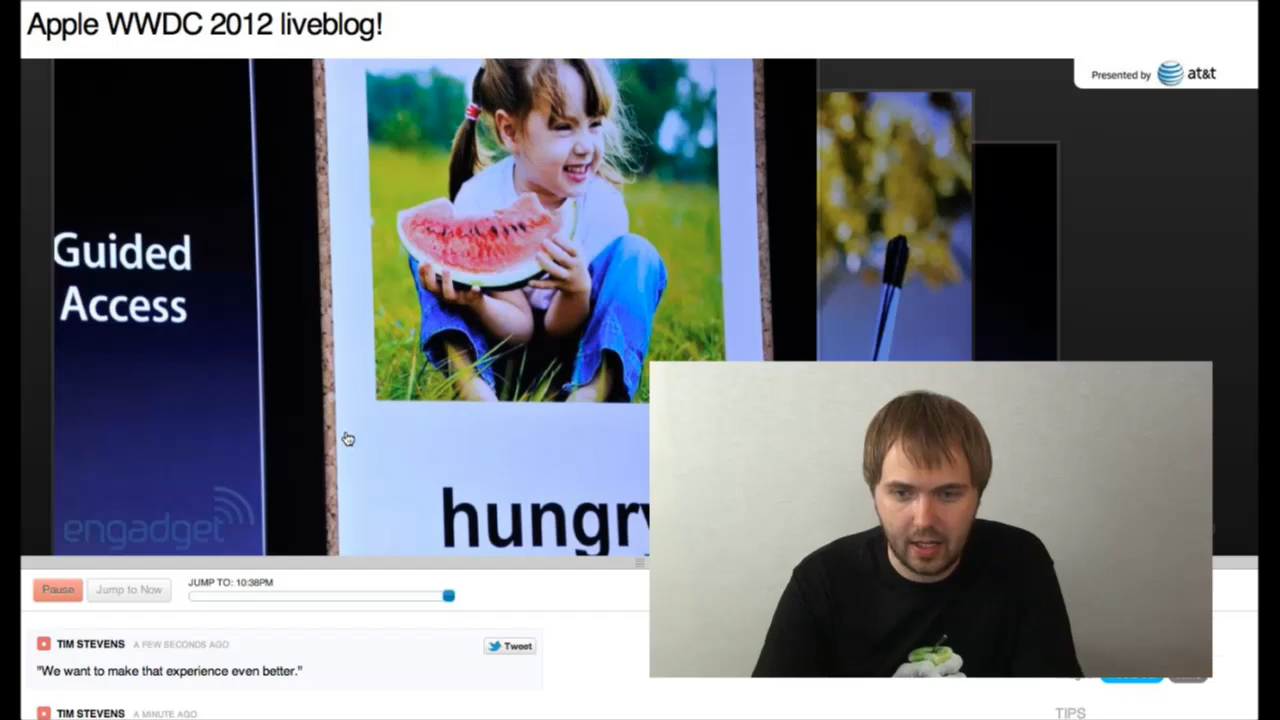 Apple WWDC 2012 liveblog!
Presented by at&t
Guided
Access
hungry
engadget
Pause
Jump to Now
JUMP TO: 10:38PM
TIM STEVENS A FEW SECONDS AGO
Tweet
"We want to make that experience even better."
TIM STEVENS A MINUTE AGO
TIPS